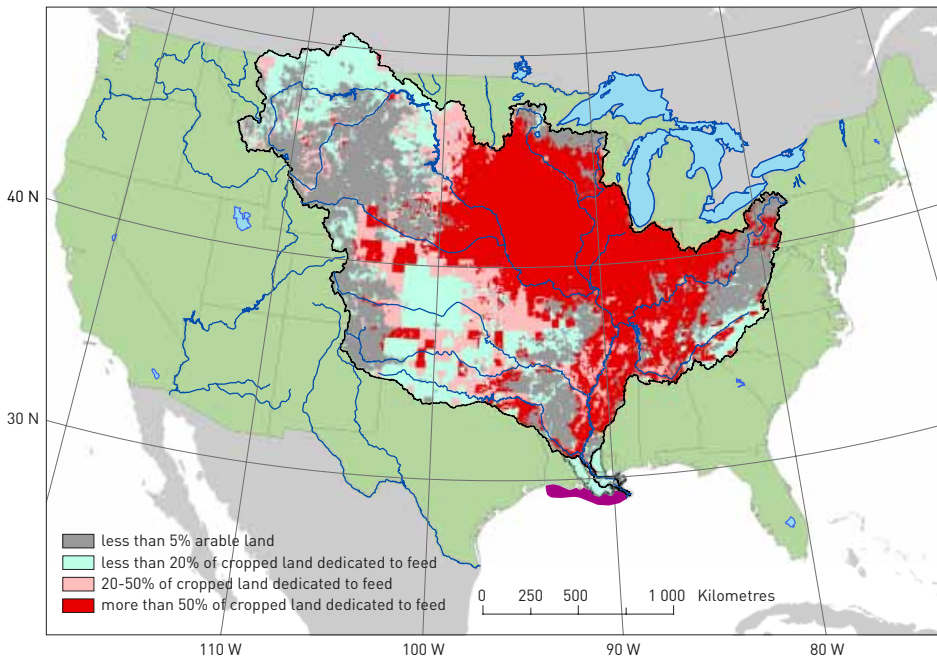 40 N
30 N
less than 5% arable land
less than 20% of cropped land dedicated to feed
20-50% of cropped land dedicated to feed
more than 50% of cropped land dedicated to feed
0 250 500 1 000 Kilometres
110 W 100 W 90 W 80 W